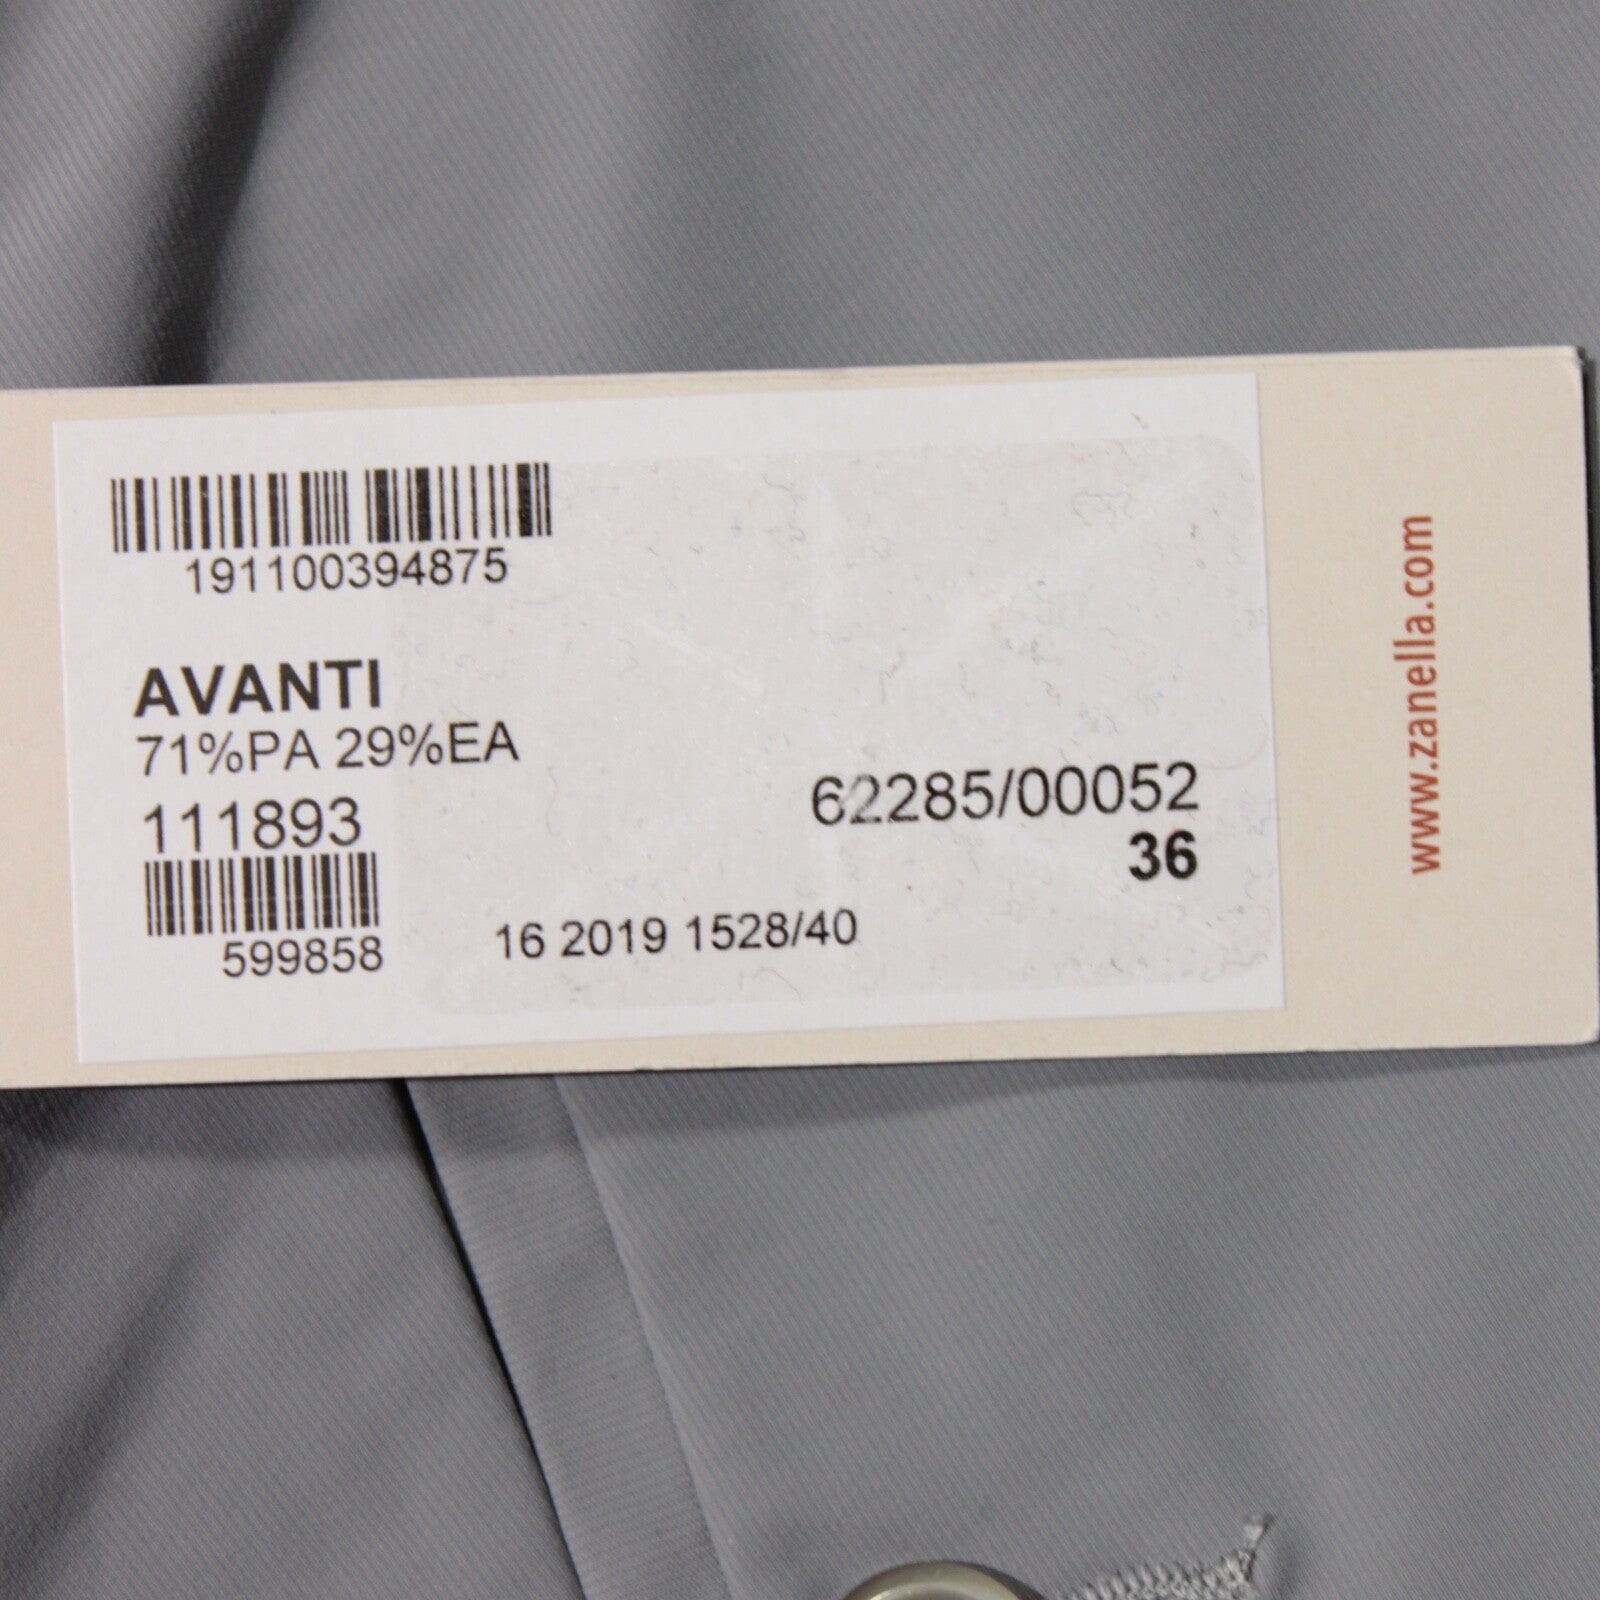 191100394875
AVANTI
71%PA 29%EA
111893
62285/00052
36
599858
16 2019 1528/40
www.zanella.com